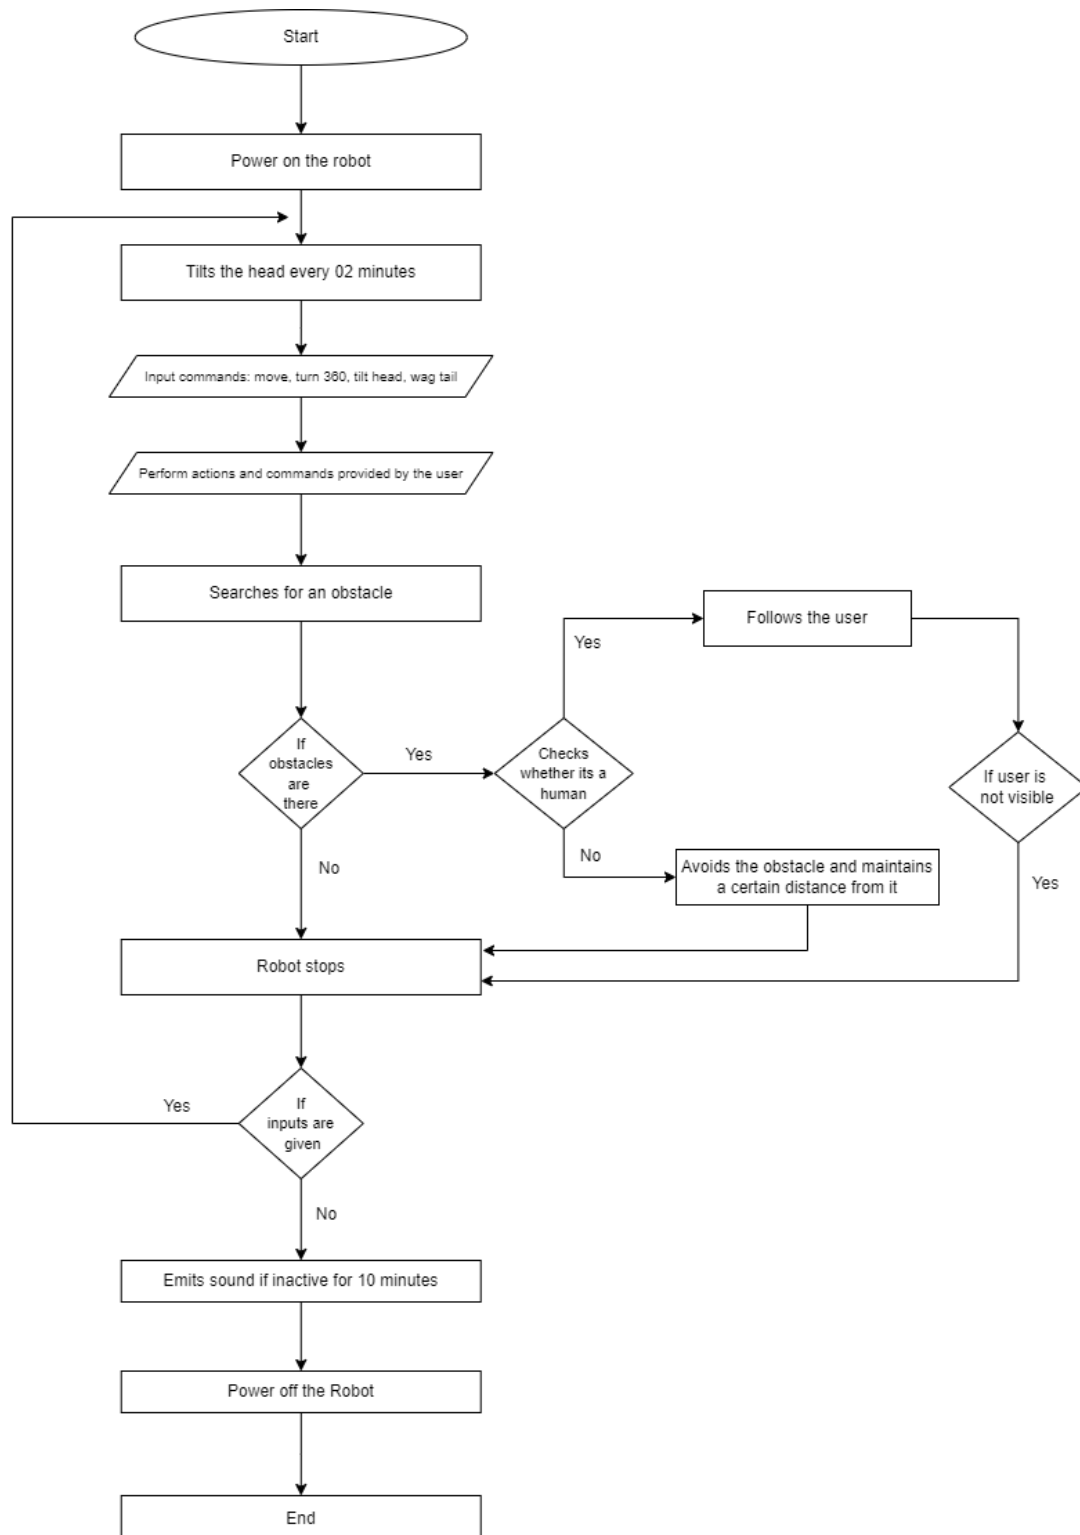 Start
Power on the robot
Tilts the head every 02 minutes
Input commands: move, turn 360, tilt head, wag tail
Perform actions and commands provided by the user
Searches for an obstacle
Follows the user
Yes
If
obstacles
are
there
Yes
Checks
whether its a
human
If user is
not visible
No
No
Avoids the obstacle and maintains
a certain distance from it
Yes
Robot stops
Yes
If
inputs are
given
No
Emits sound if inactive for 10 minutes
Power off the Robot
End